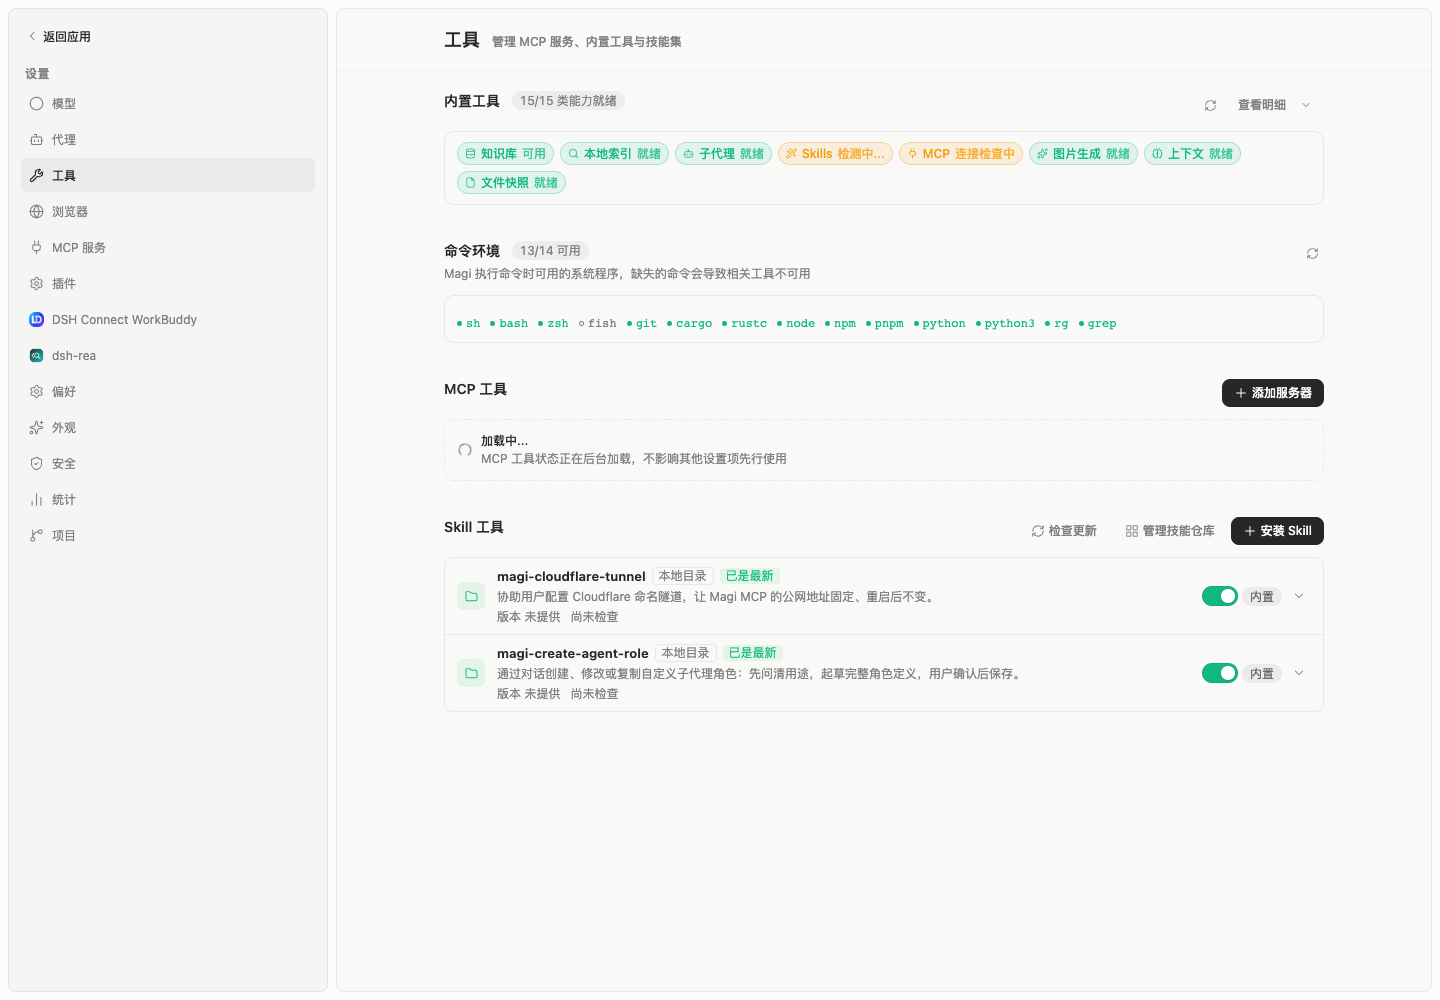 返回应用
设置
模型
代理
工具
浏览器
MCP 服务
插件
DSH Connect WorkBuddy
dsh-rea
偏好
外观
安全
统计
项目
工具 管理 MCP 服务、内置工具与技能集
内置工具 15/15 类能力就绪 查看明细
知识库 可用 本地索引 就绪 子代理 就绪 Skills 检测中... MCP 连接检查中 图片生成 就绪 上下文 就绪
文件快照 就绪
命令环境 13/14 可用
Magi 执行命令时可用的系统程序，缺失的命令会导致相关工具不可用
sh bash zsh fish git cargo rustc node npm pnpm python python3 rg grep
MCP 工具 添加服务器
加载中...
MCP 工具状态正在后台加载，不影响其他设置项先行使用
Skill 工具 检查更新 管理技能仓库 安装 Skill
magi-cloudflare-tunnel 本地目录 已是最新
协助用户配置 Cloudflare 命名隧道，让 Magi MCP 的公网地址固定、重启后不变。
版本 未提供 尚未检查
内置
magi-create-agent-role 本地目录 已是最新
通过对话创建、修改或复制自定义子代理角色：先问清用途，起草完整角色定义，用户确认后保存。
版本 未提供 尚未检查
内置